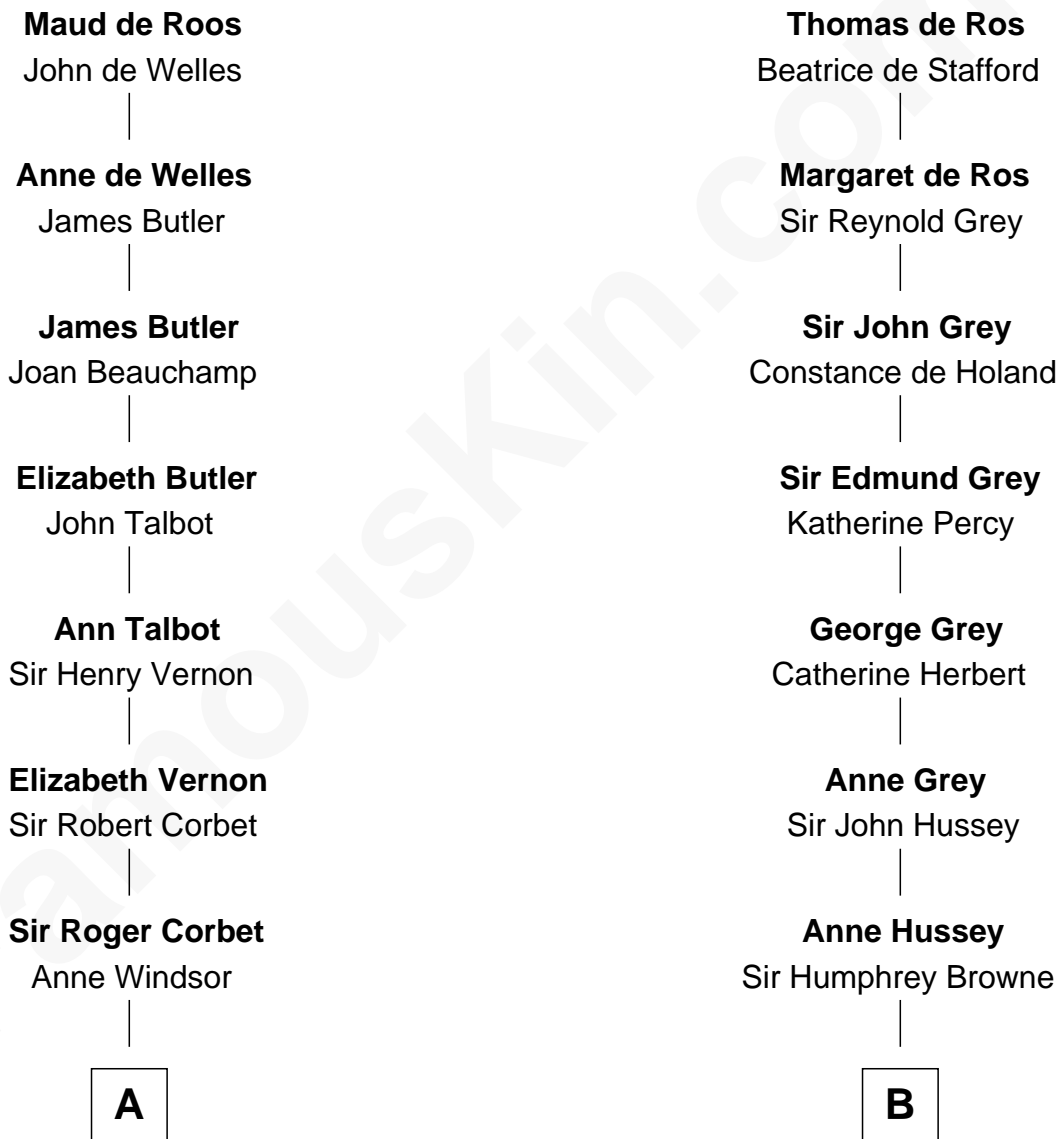 Maud de Roos
John de Welles
Anne de Welles
James Butler
James Butler
Joan Beauchamp
Elizabeth Butler
John Talbot
Ann Talbot
Sir Henry Vernon
Elizabeth Vernon
Sir Robert Corbet
Sir Roger Corbet
Anne Windsor
A
Thomas de Ros
Beatrice de Stafford
Margaret de Ros
Sir Reynold Grey
Sir John Grey
Constance de Holand
Sir Edmund Grey
Katherine Percy
George Grey
Catherine Herbert
Anne Grey
Sir John Hussey
Anne Hussey
Sir Humphrey Browne
B
amouskin.com